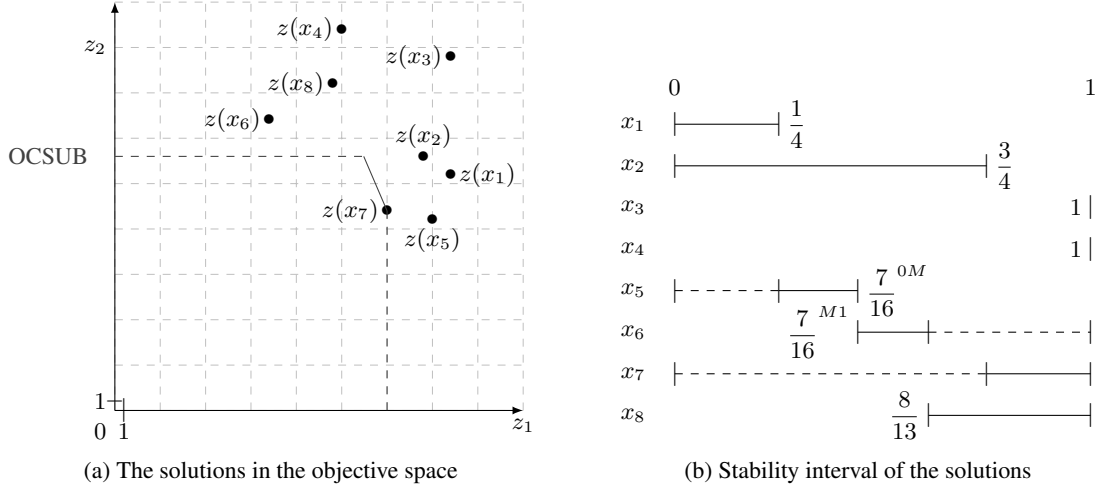 z(x₄)
z₂
z(x₃)
z(x₈)
z(x₆)
z(x₂)
OCSUB
z(x₁)
z(x₇)
z(x₅)
1
z₁
0 1
(a) The solutions in the objective space
0 1
x₁ 1/4
x₂ 3/4
x₃ 1
x₄ 1
x₅ 7/16 0M
x₆ 7/16 M1
x₇
x₈ 8/13
(b) Stability interval of the solutions